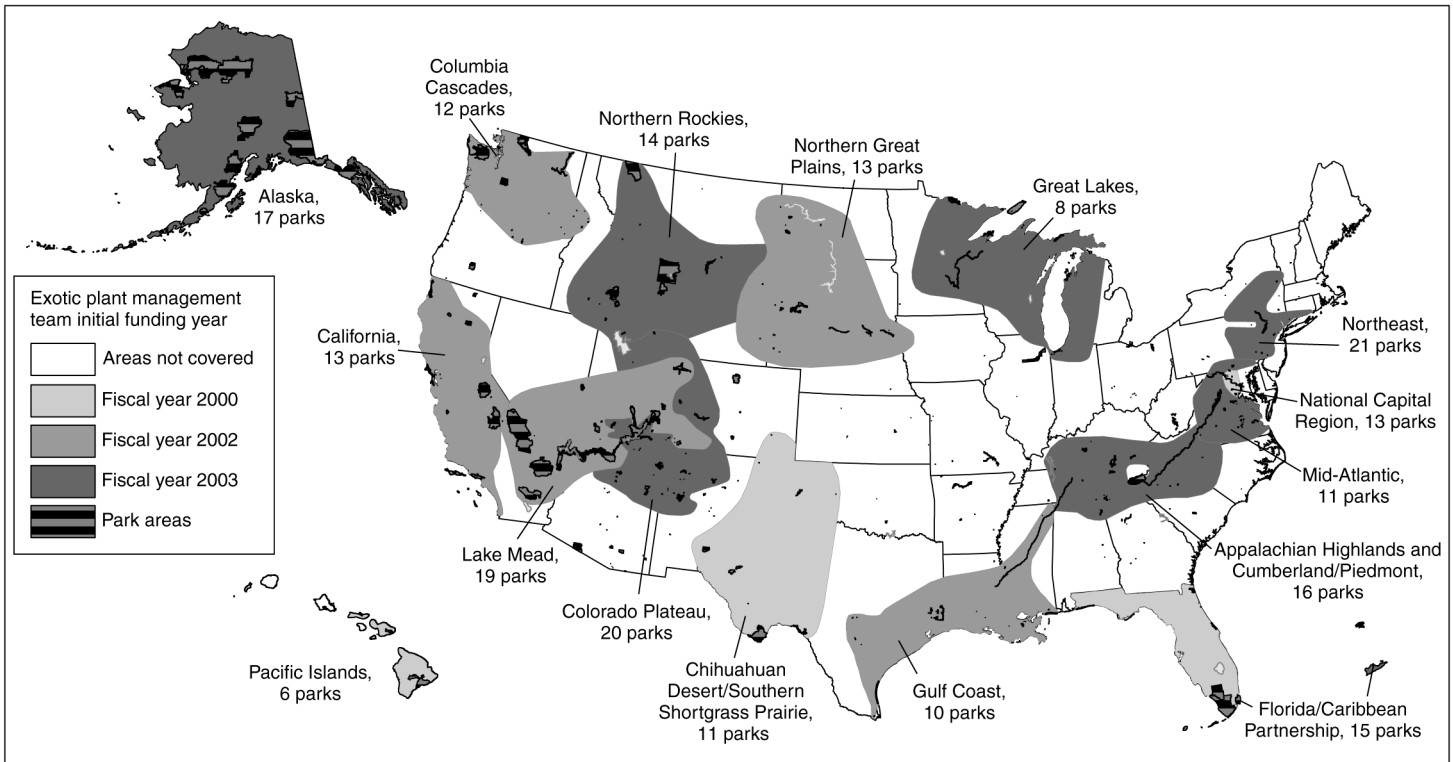 Columbia
Cascades,
12 parks
Northern Rockies,
14 parks
Northern Great
Plains, 13 parks
Great Lakes,
8 parks
Alaska,
17 parks
Exotic plant management
team initial funding year
Areas not covered
Fiscal year 2000
Fiscal year 2002
Fiscal year 2003
Park areas
California,
13 parks
Northeast,
21 parks
National Capital
Region, 13 parks
Mid-Atlantic,
11 parks
Lake Mead,
19 parks
Appalachian Highlands and
Cumberland/Piedmont,
16 parks
Colorado Plateau,
20 parks
Pacific Islands,
6 parks
Chihuahuan
Desert/Southern
Shortgrass Prairie,
11 parks
Gulf Coast,
10 parks
Florida/Caribbean
Partnership, 15 parks